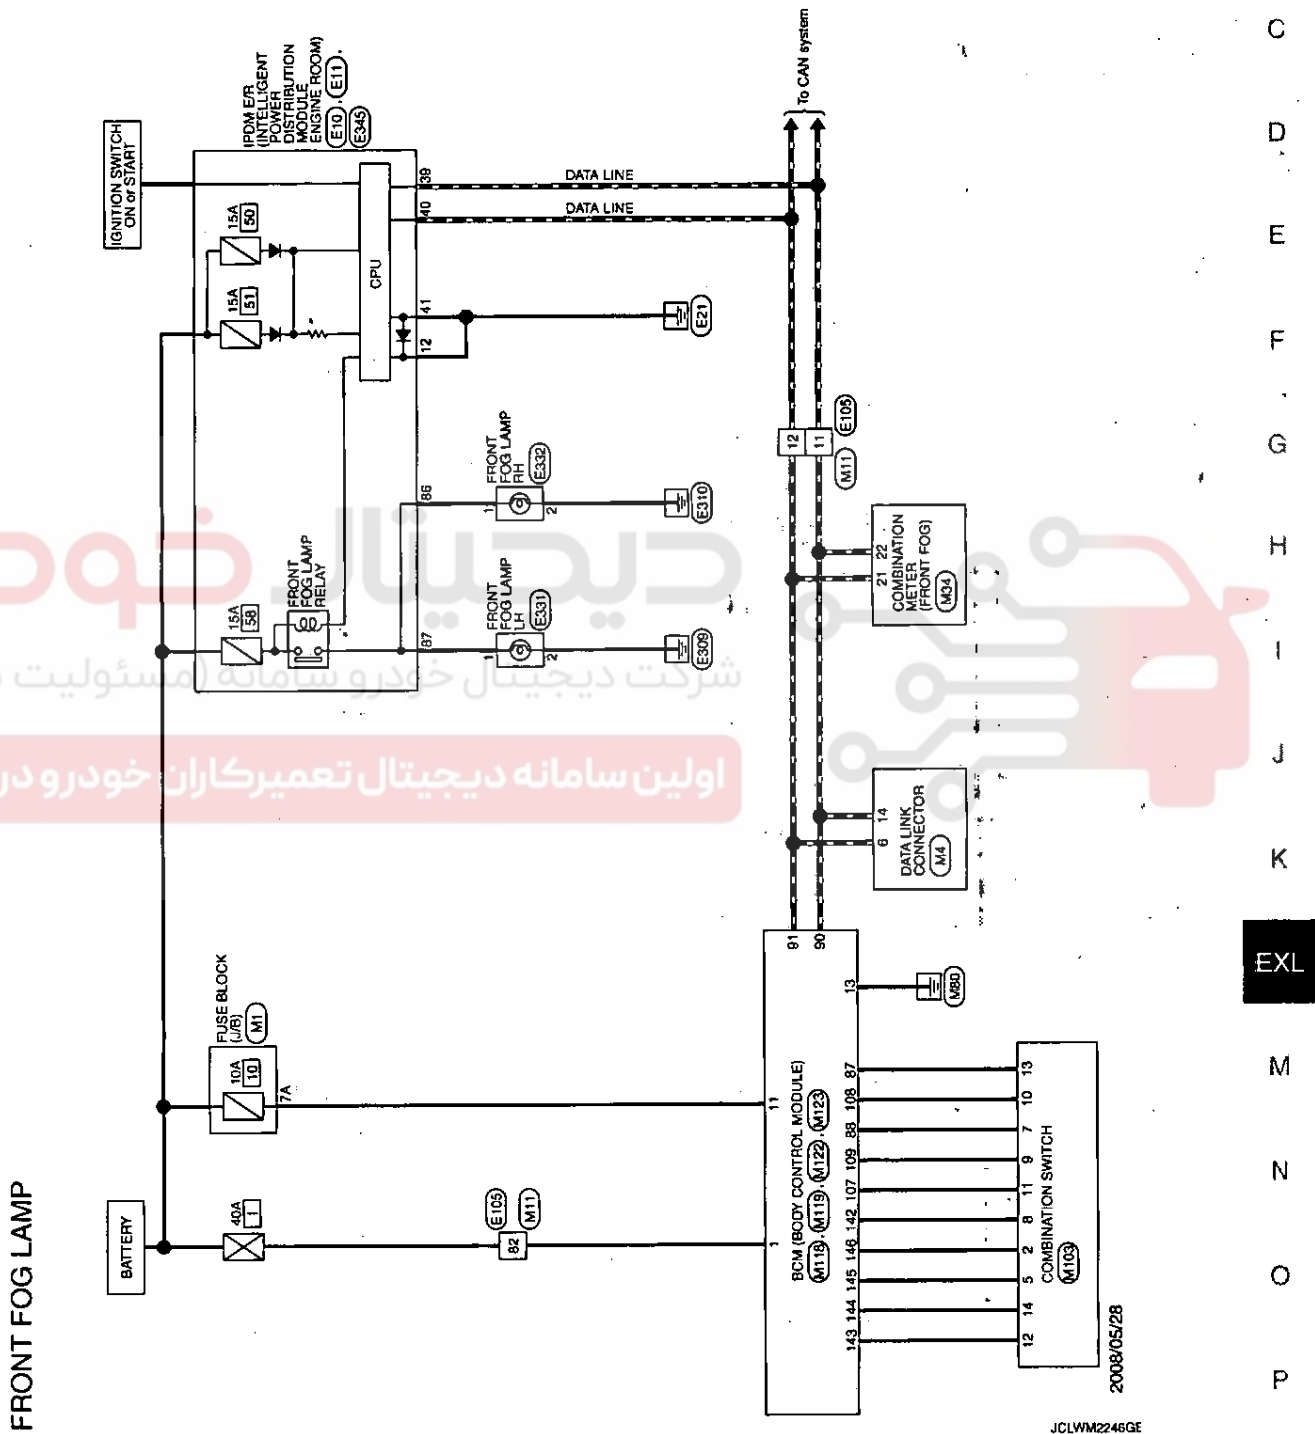 FRONT FOG LAMP
BATTERY
40A
1
E105
M11
82
1
FUSE BLOCK
(J/B)
M1
10A
10
7A
11
BCM (BODY CONTROL MODULE)
M118, M119, M122, M123
143 144 145 146 142 107 109 88 108 87
13
M80
12 14 5 2 8 11 9 7 10 13
COMBINATION SWITCH
M103
91
90
DATA LINK
CONNECTOR
M4
6
14
COMBINATION
METER
(FRONT FOG)
M34
21
22
12
11
M11
E105
To CAN system
IGNITION SWITCH
ON or START
IPDM E/R
(INTELLIGENT
POWER
DISTRIBUTION
MODULE
ENGINE ROOM)
E10, E11,
E345
15A
58
FRONT
FOG LAMP
RELAY
15A
51
15A
50
CPU
87
86
12
41
40
39
DATA LINE
DATA LINE
FRONT
FOG LAMP
LH
E331
1
2
E309
FRONT
FOG LAMP
RH
E332
1
2
E310
E21
2008/05/28
JCLWM2246GE
C
D
E
F
G
H
I
J
K
EXL
M
N
O
P
دیجیتال خود
شرکت دیجیتال خودرو سامانه (مسئولیت
اولین سامانه دیجیتال تعمیرکاران خودرو در